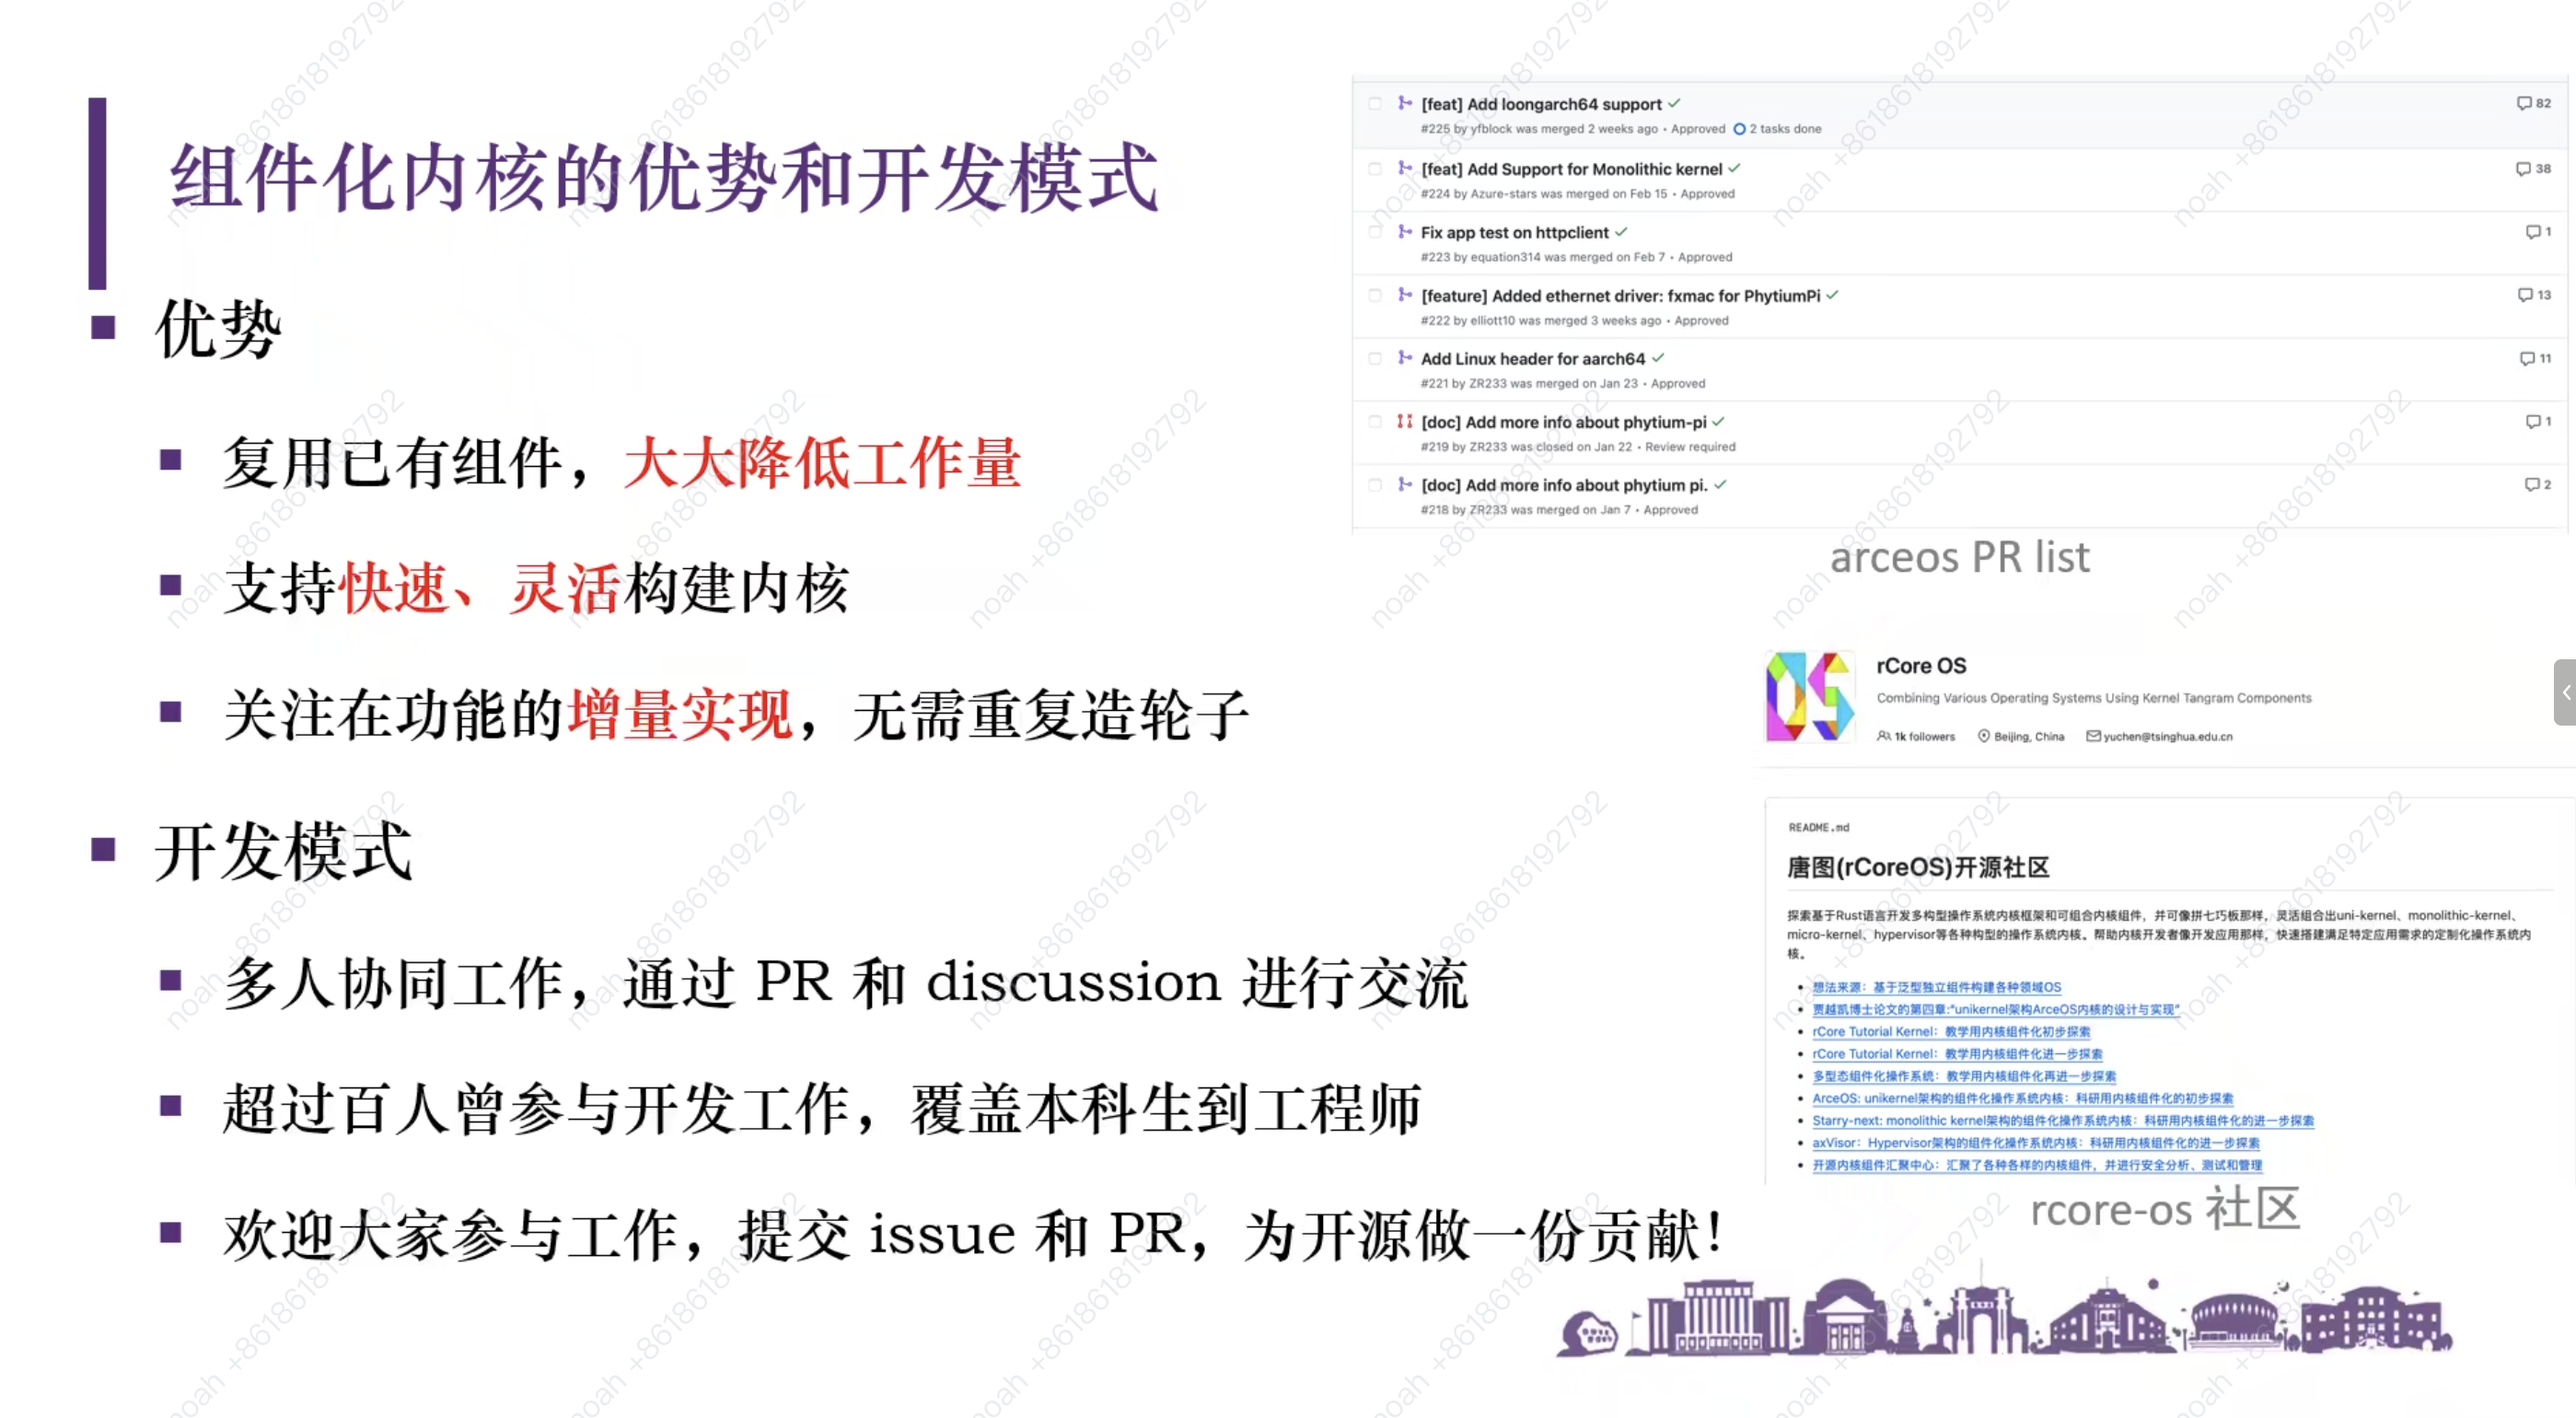 组件化内核的优势和开发模式
优势
复用已有组件，大大降低工作量
支持快速、灵活构建内核
关注在功能的增量实现，无需重复造轮子
开发模式
多人协同工作，通过 PR 和 discussion 进行交流
超过百人曾参与开发工作，覆盖本科生到工程师
欢迎大家参与工作，提交 issue 和 PR，为开源做一份贡献！
[feat] Add loongarch64 support
82
#225 by yfblock was merged 2 weeks ago • Approved 2 tasks done
[feat] Add Support for Monolithic kernel
38
#224 by Azure-stars was merged on Feb 15 • Approved
Fix app test on httpclient
1
#223 by equation314 was merged on Feb 7 • Approved
[feature] Added ethernet driver: fxmac for PhytiumPi
13
#222 by elliott10 was merged 3 weeks ago • Approved
Add Linux header for aarch64
11
#221 by ZR233 was merged on Jan 23 • Approved
[doc] Add more info about phytium-pi
1
#219 by ZR233 was closed on Jan 22 • Review required
[doc] Add more info about phytium pi.
2
#218 by ZR233 was merged on Jan 7 • Approved
arceos PR list
rCore OS
Combining Various Operating Systems Using Kernel Tangram Components
1k followers Beijing, China yuchen@tsinghua.edu.cn
README.md
唐图(rCoreOS)开源社区
探索基于Rust语言开发多构型操作系统内核框架和可组合内核组件，并可像拼七巧板那样，灵活组合出uni-kernel、monolithic-kernel、
micro-kernel、hypervisor等各种构型的操作系统内核。帮助内核开发者像开发应用那样，快速搭建满足特定应用需求的定制化操作系统内
核。
想法来源：基于泛型独立组件构建各种领域OS
贾越凯博士论文的第四章:“unikernel架构ArceOS内核的设计与实现”
rCore Tutorial Kernel：教学用内核组件化初步探索
rCore Tutorial Kernel：教学用内核组件化进一步探索
多型态组件化操作系统：教学用内核组件化再进一步探索
ArceOS: unikernel架构的组件化操作系统内核：科研用内核组件化的初步探索
Starry-next: monolithic kernel架构的组件化操作系统内核：科研用内核组件化的进一步探索
axVisor：Hypervisor架构的组件化操作系统内核：科研用内核组件化的进一步探索
开源内核组件汇聚中心：汇聚了各种各样的内核组件，并进行安全分析、测试和管理
rcore-os 社区
noah +8618618192792